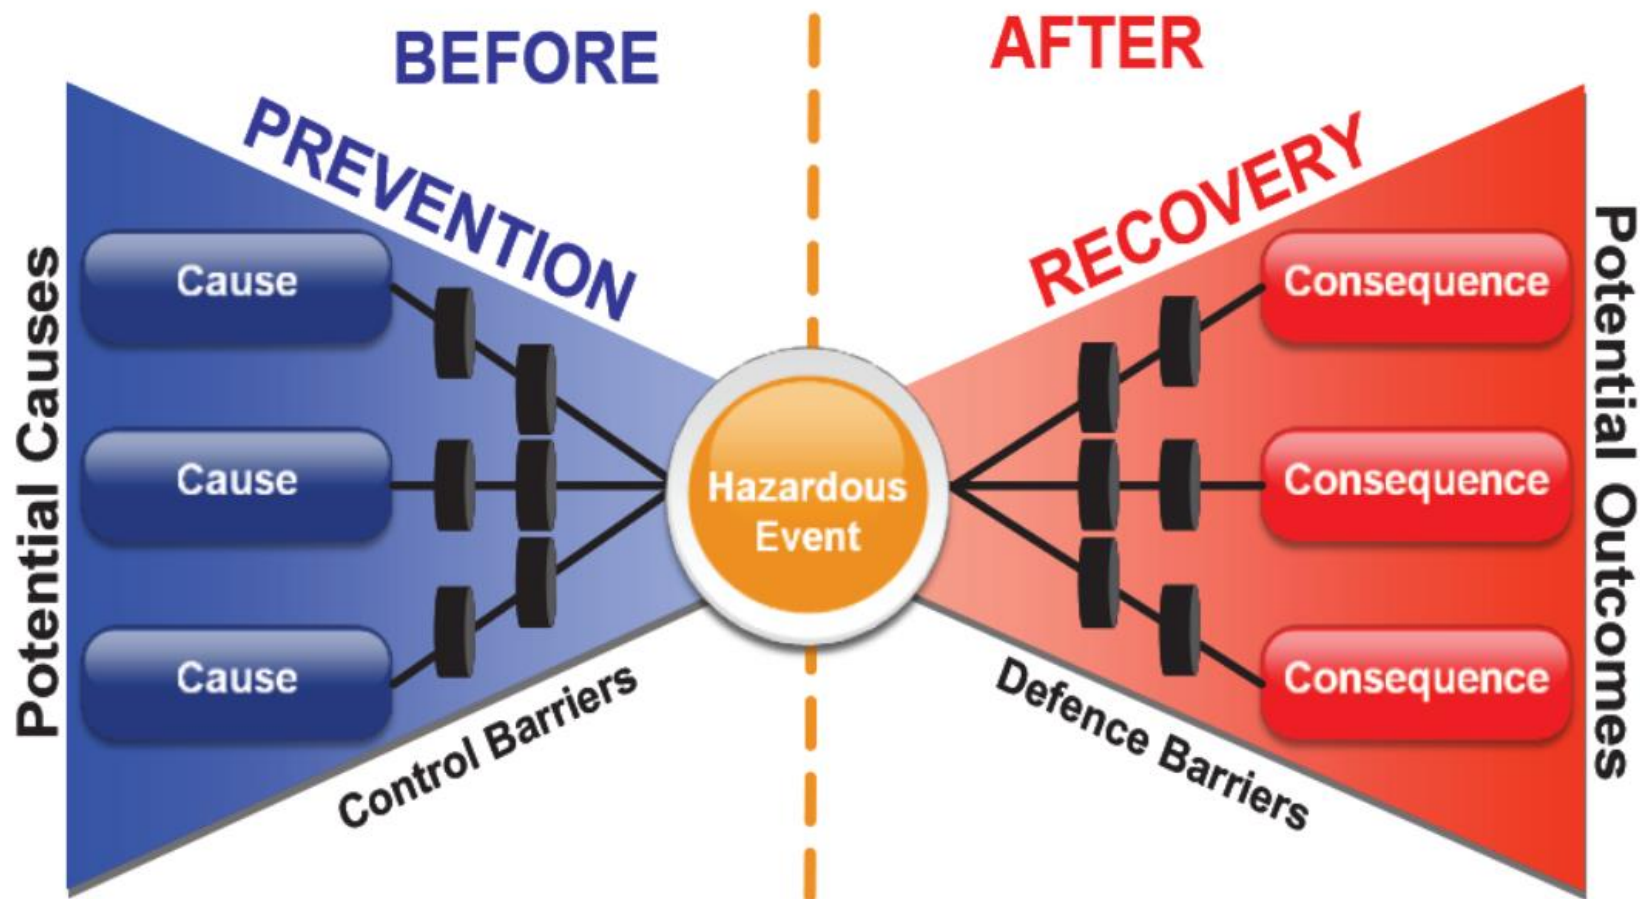 BEFORE
AFTER
PREVENTION
RECOVERY
Potential Causes
Cause
Cause
Cause
Hazardous
Event
Consequence
Consequence
Consequence
Potential Outcomes
Control Barriers
Defence Barriers